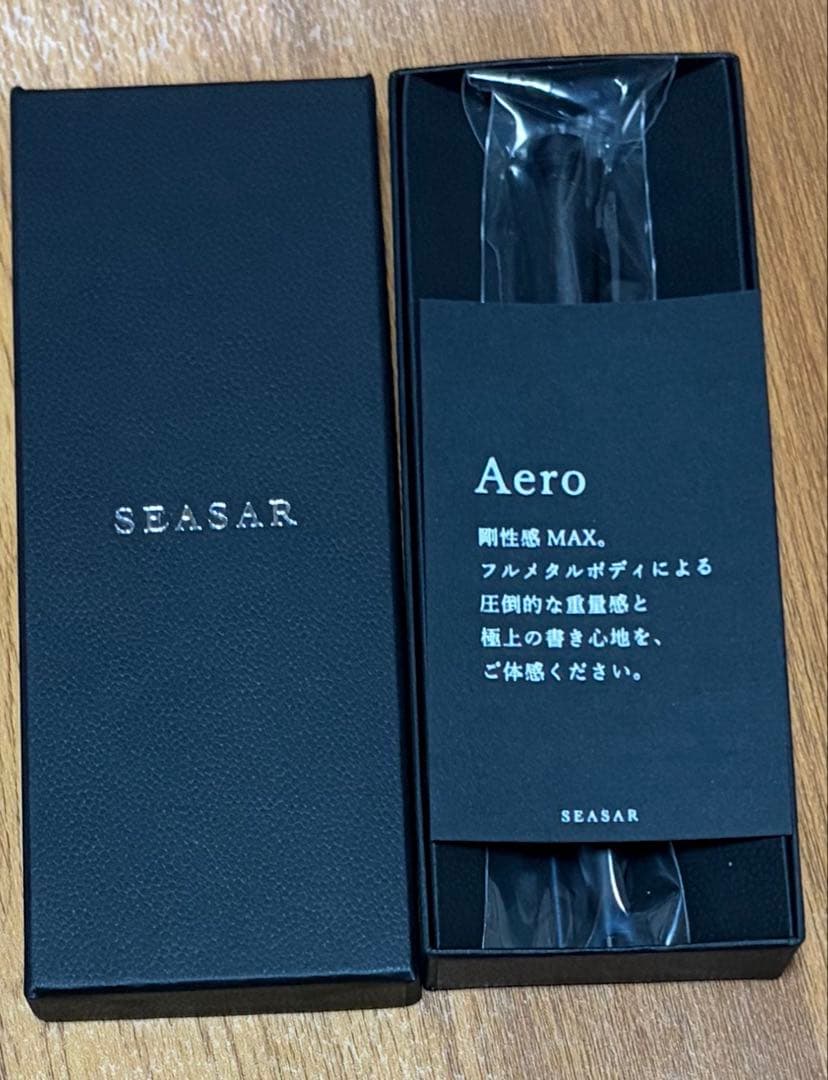 SEASAR
Aero
剛性感 MAX。
フルメタルボディによる
圧倒的な重量感と
極上の書き心地を、
ご体感ください。
SEASAR